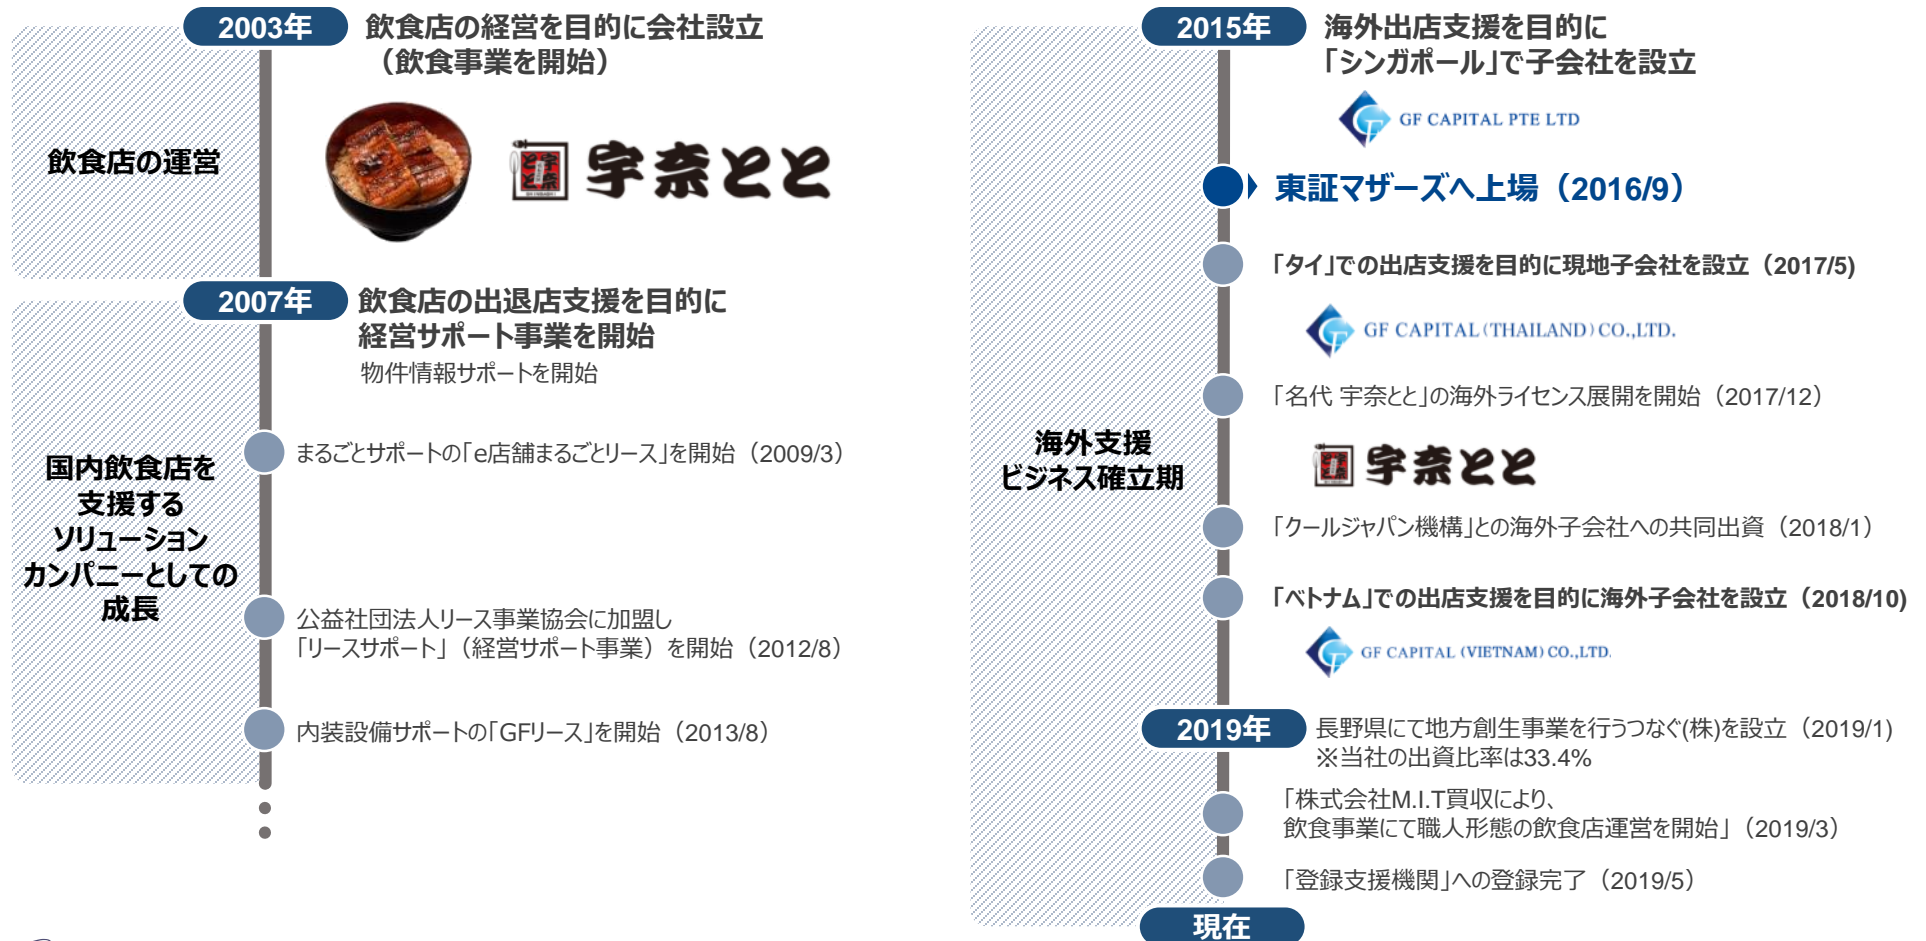 2003年
飲食店の経営を目的に会社設立
（飲食事業を開始）
飲食店の運営
宇奈とと
2007年
飲食店の出退店支援を目的に
経営サポート事業を開始
物件情報サポートを開始
国内飲食店を
支援する
ソリューション
カンパニーとしての
成長
まるごとサポートの「e店舗まるごとリース」を開始（2009/3）
公益社団法人リース事業協会に加盟し
「リースサポート」（経営サポート事業）を開始（2012/8）
内装設備サポートの「GFリース」を開始（2013/8）
2015年
海外出店支援を目的に
「シンガポール」で子会社を設立
GF CAPITAL PTE LTD
東証マザーズへ上場（2016/9）
「タイ」での出店支援を目的に現地子会社を設立（2017/5)
GF CAPITAL (THAILAND) CO.,LTD.
「名代 宇奈とと」の海外ライセンス展開を開始（2017/12）
海外支援
ビジネス確立期
宇奈とと
「クールジャパン機構」との海外子会社への共同出資（2018/1）
「ベトナム」での出店支援を目的に海外子会社を設立（2018/10)
GF CAPITAL (VIETNAM) CO.,LTD.
2019年
長野県にて地方創生事業を行うつなぐ(株)を設立（2019/1)
※当社の出資比率は33.4%
「株式会社M.I.T買収により、
飲食事業にて職人形態の飲食店運営を開始」（2019/3）
「登録支援機関」への登録完了（2019/5）
現在